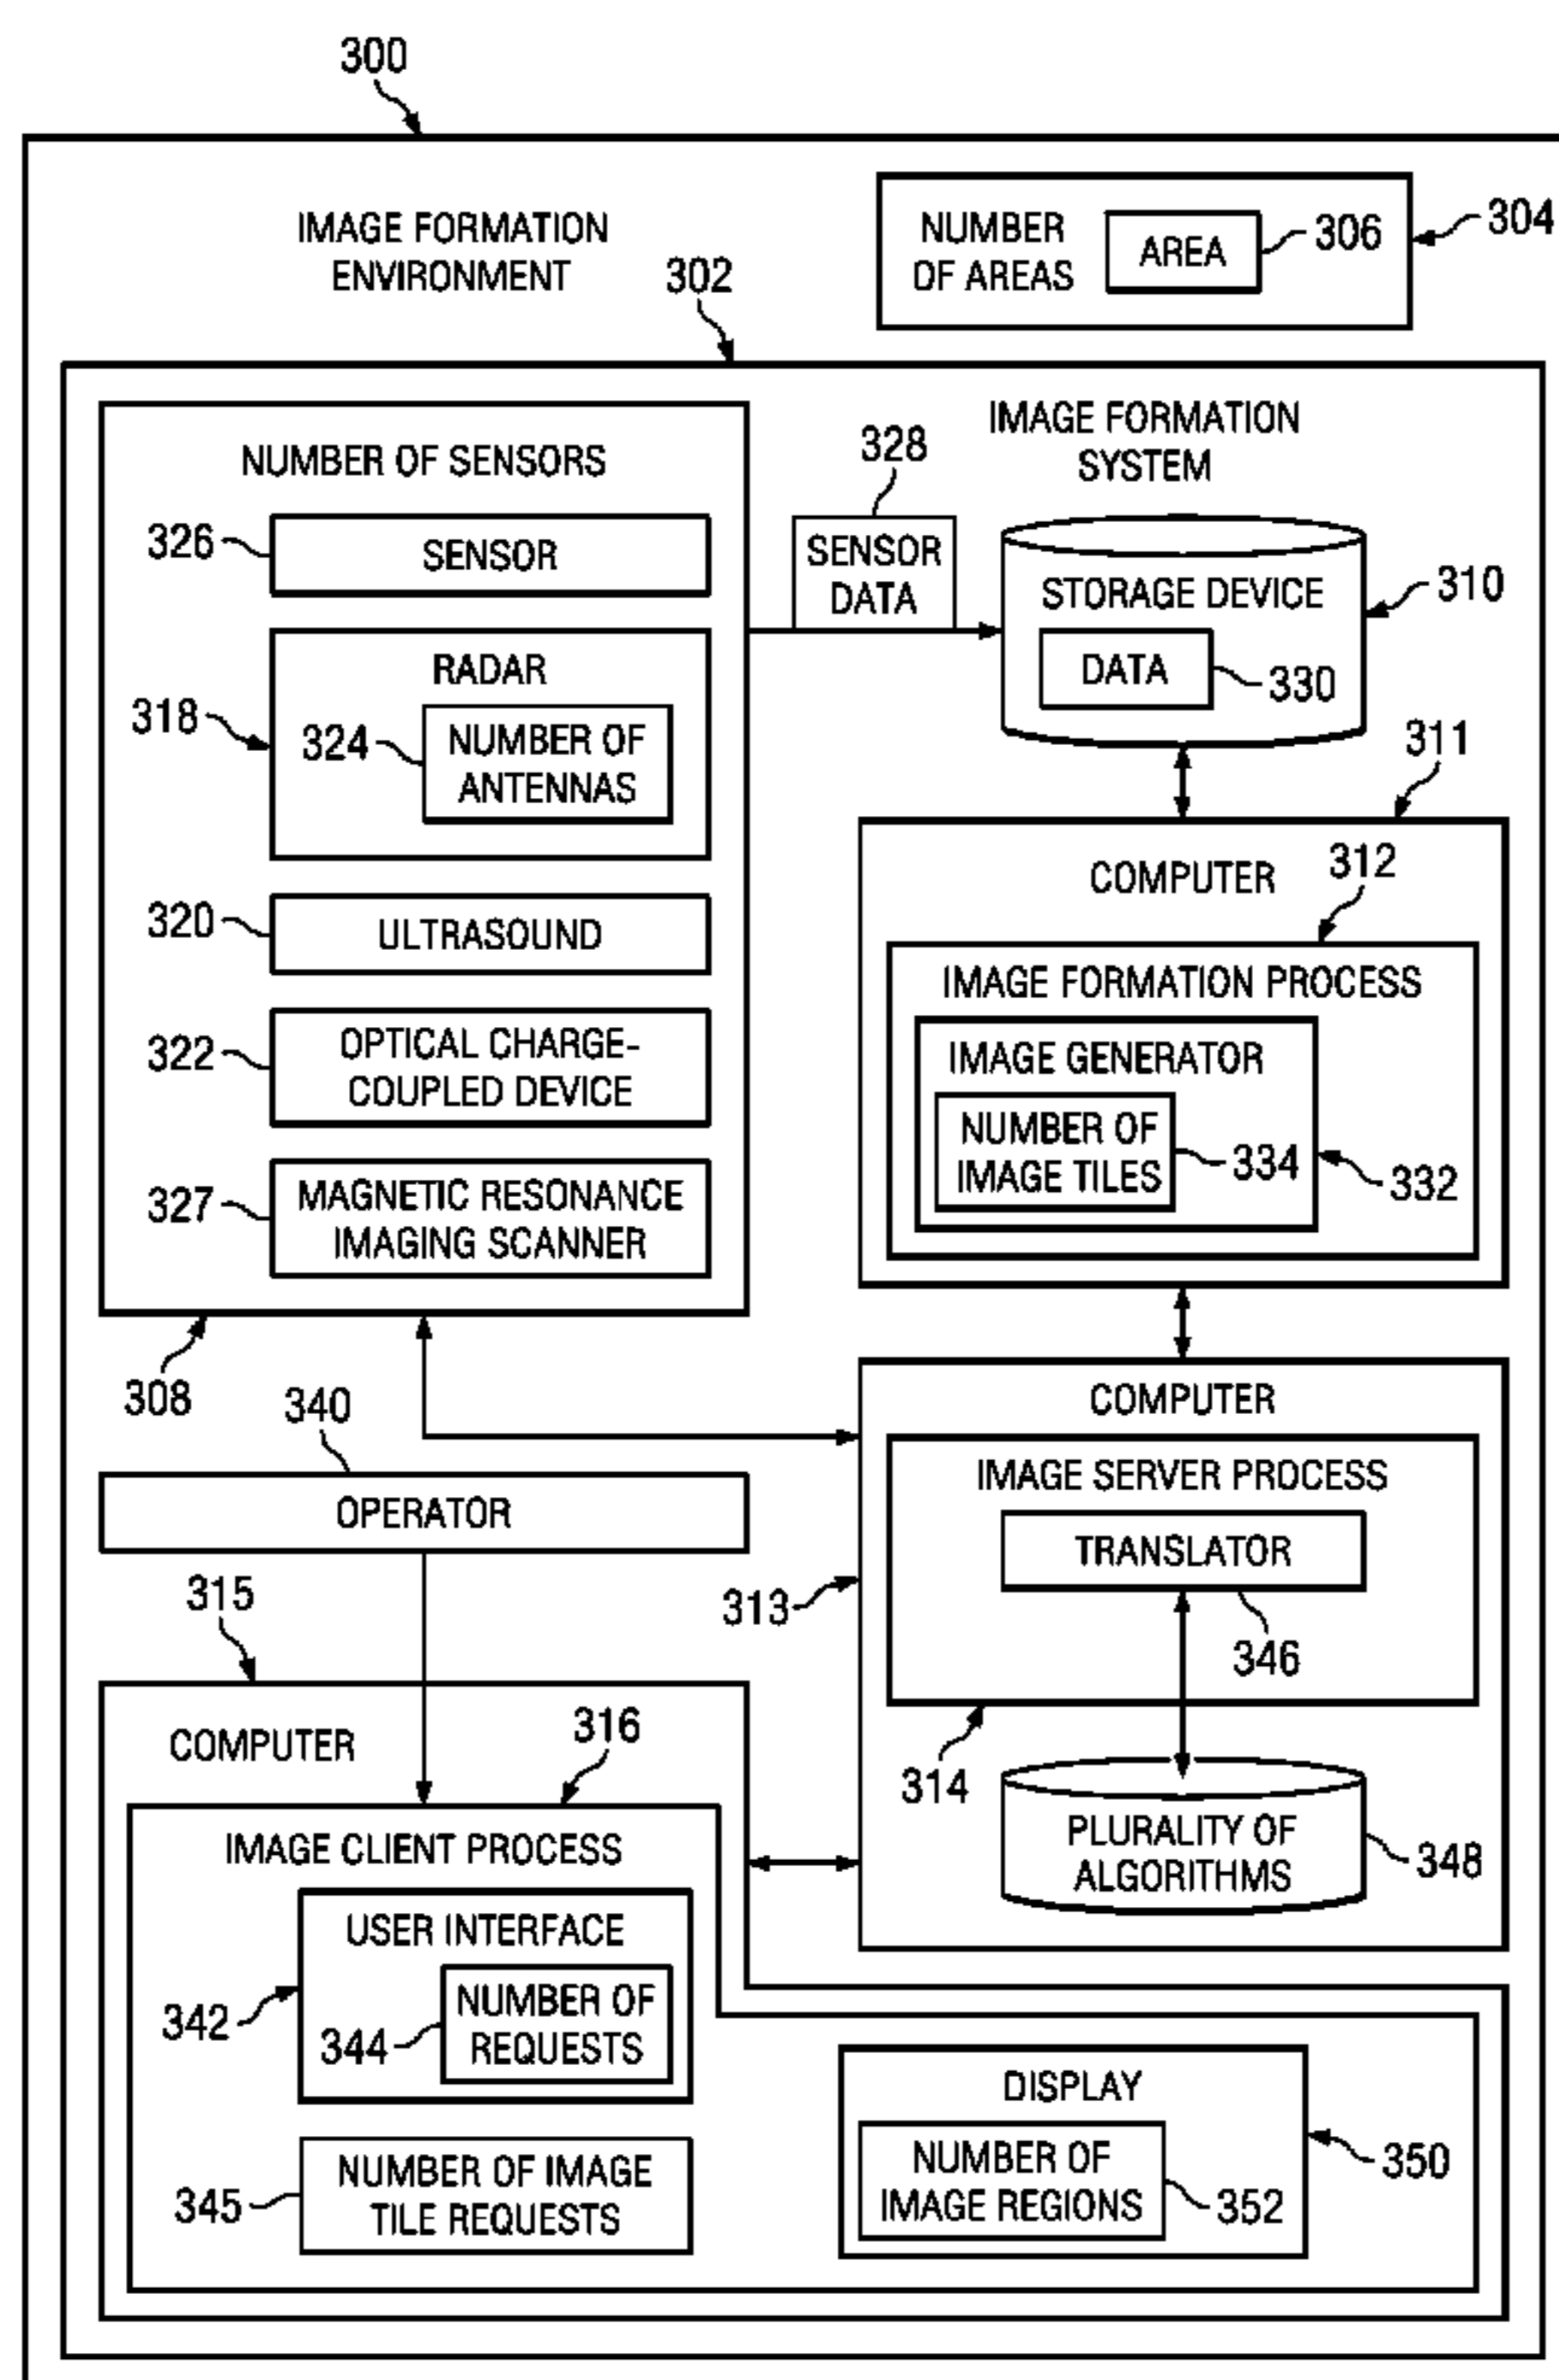 300
IMAGE FORMATION
ENVIRONMENT
NUMBER
OF AREAS
AREA
306
304
302
NUMBER OF SENSORS
326
SENSOR
318
RADAR
324
NUMBER OF
ANTENNAS
320
ULTRASOUND
322
OPTICAL CHARGE-
COUPLED DEVICE
327
MAGNETIC RESONANCE
IMAGING SCANNER
308
328
SENSOR
DATA
IMAGE FORMATION
SYSTEM
STORAGE DEVICE
310
DATA
330
311
COMPUTER
312
IMAGE FORMATION PROCESS
IMAGE GENERATOR
NUMBER OF
IMAGE TILES
334
332
340
OPERATOR
313
COMPUTER
IMAGE SERVER PROCESS
TRANSLATOR
346
314
PLURALITY OF
ALGORITHMS
348
315
COMPUTER
316
IMAGE CLIENT PROCESS
USER INTERFACE
342
344
NUMBER OF
REQUESTS
345
NUMBER OF IMAGE
TILE REQUESTS
DISPLAY
NUMBER OF
IMAGE REGIONS
352
350